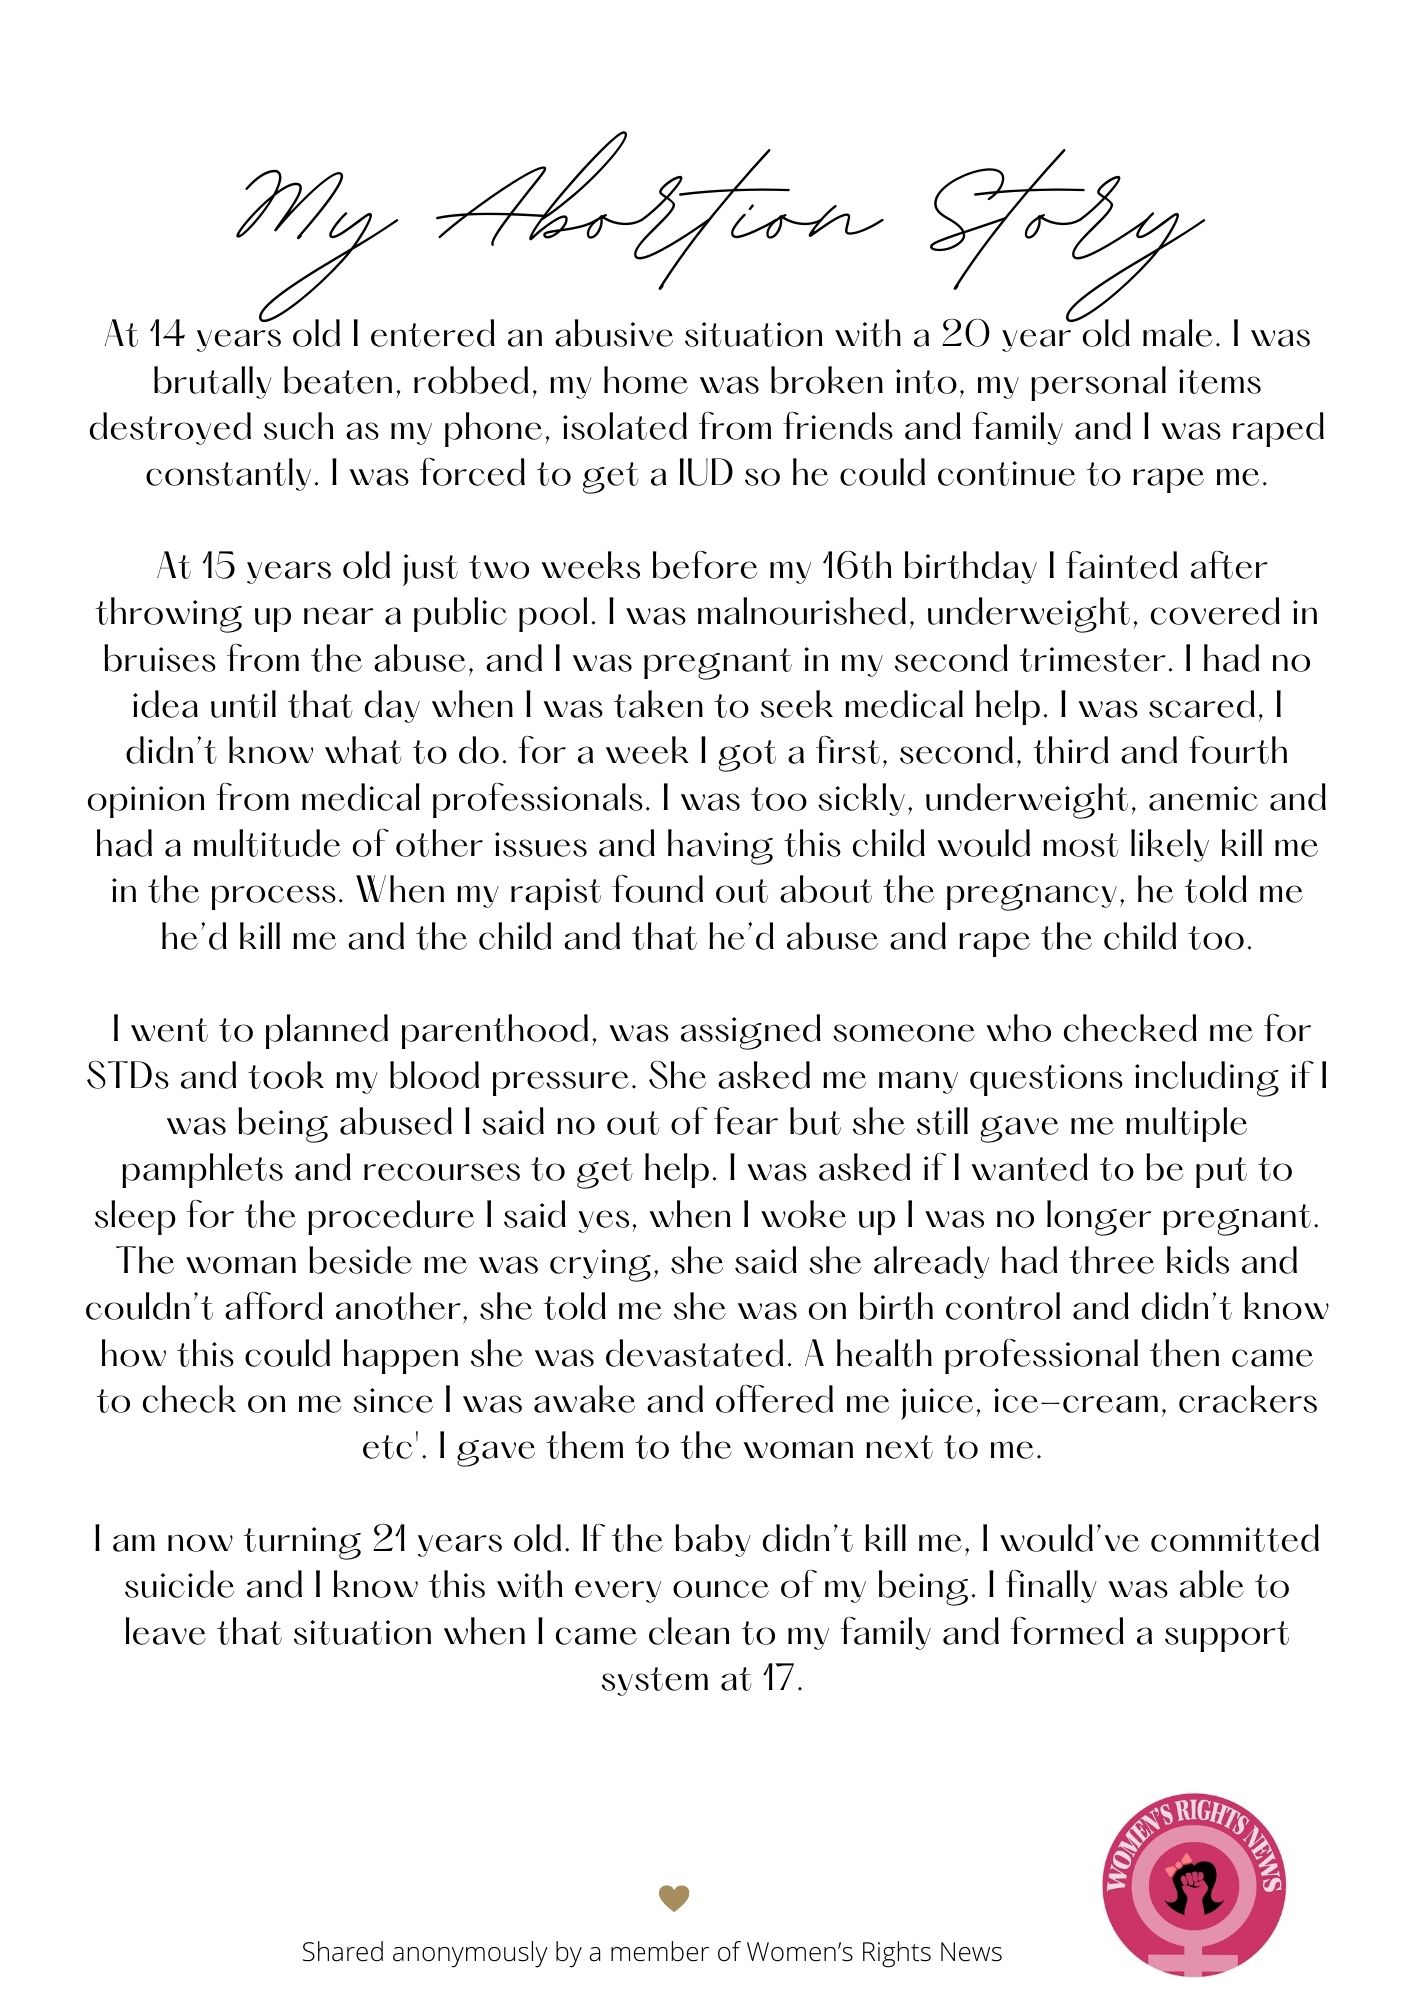 My Abortion Story
At 14 years old I entered an abusive situation with a 20 year old male. I was
brutally beaten, robbed, my home was broken into, my personal items
destroyed such as my phone, isolated from friends and family and I was raped
constantly. I was forced to get a IUD so he could continue to rape me.
At 15 years old just two weeks before my 16th birthday I fainted after
throwing up near a public pool. I was malnourished, underweight, covered in
bruises from the abuse, and I was pregnant in my second trimester. I had no
idea until that day when I was taken to seek medical help. I was scared, I
didn't know what to do. for a week I got a first, second, third and fourth
opinion from medical professionals. I was too sickly, underweight, anemic and
had a multitude of other issues and having this child would most likely kill me
in the process. When my rapist found out about the pregnancy, he told me
he'd kill me and the child and that he'd abuse and rape the child too.
I went to planned parenthood, was assigned someone who checked me for
STDs and took my blood pressure. She asked me many questions including if I
was being abused I said no out of fear but she still gave me multiple
pamphlets and recourses to get help. I was asked if I wanted to be put to
sleep for the procedure I said yes, when I woke up I was no longer pregnant.
The woman beside me was crying, she said she already had three kids and
couldn't afford another, she told me she was on birth control and didn't know
how this could happen she was devastated. A health professional then came
to check on me since I was awake and offered me juice, ice-cream, crackers
etc'. I gave them to the woman next to me.
I am now turning 21 years old. If the baby didn't kill me, I would've committed
suicide and I know this with every ounce of my being. I finally was able to
leave that situation when I came clean to my family and formed a support
system at 17.
WOMEN'S RIGHTS NEWS
Shared anonymously by a member of Women's Rights News